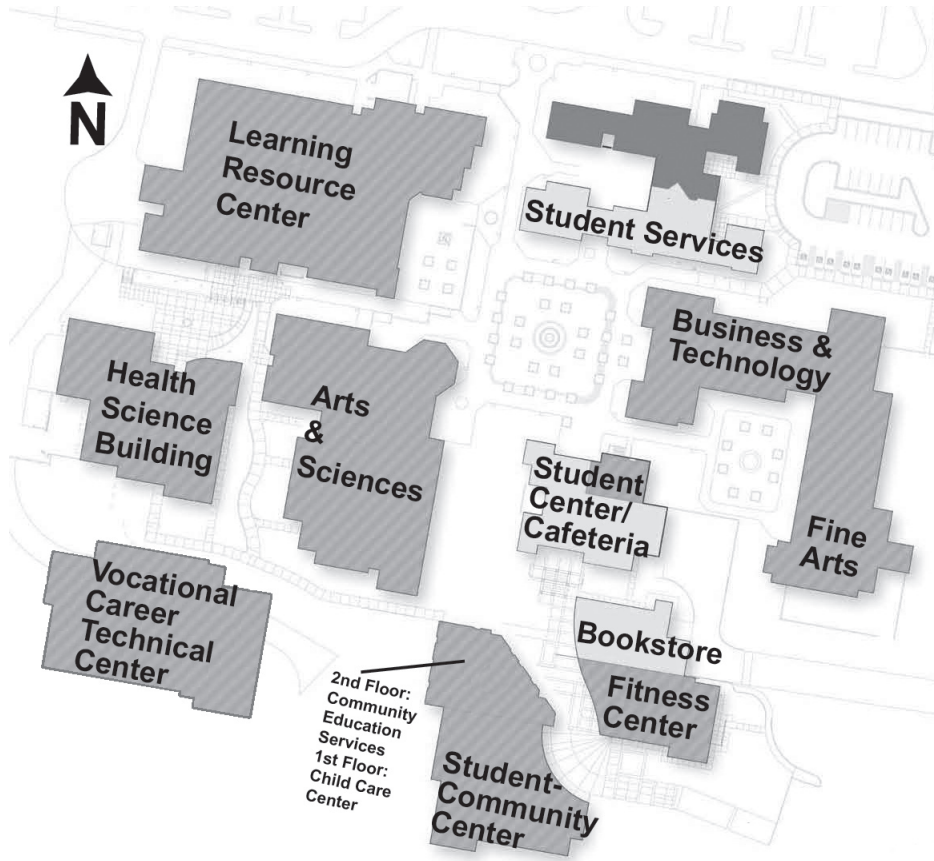 N
Learning
Resource
Center
Student Services
Business &
Technology
Health
Science
Building
Arts
&
Sciences
Student
Center/
Cafeteria
Fine
Arts
Vocational
Career
Technical
Center
Bookstore
Fitness
Center
2nd Floor:
Community
Education
Services
1st Floor:
Child Care
Center
Student-
Community
Center